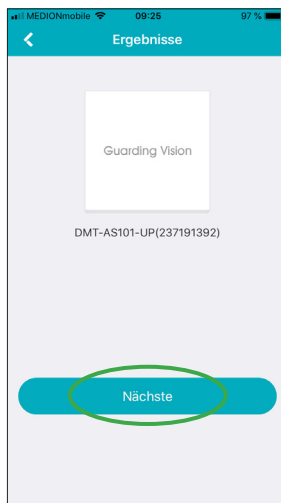 MEDIONmobile 09:25 97 %
Ergebnisse
Guarding Vision
DMT-AS101-UP(237191392)
Nächste